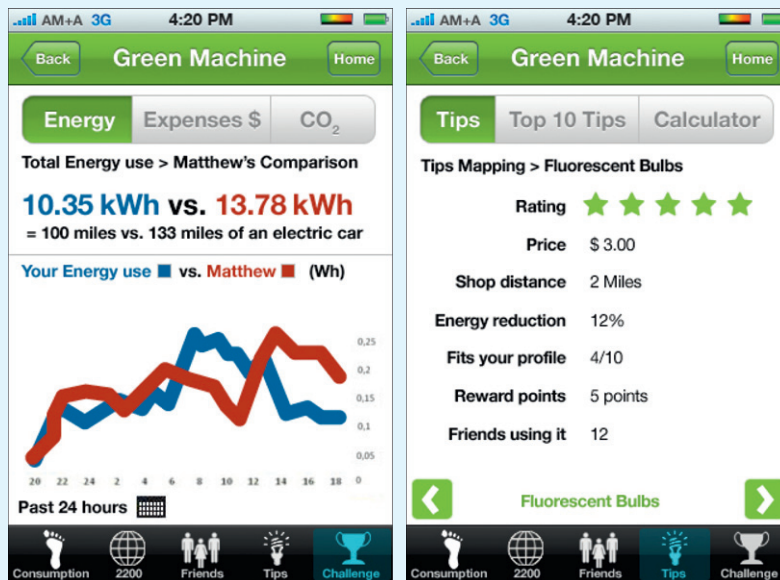 AM+A 3G 4:20 PM
Back Green Machine Home
Energy Expenses $ CO2
Total Energy use > Matthew's Comparison
10.35 kWh vs. 13.78 kWh
= 100 miles vs. 133 miles of an electric car
Your Energy use vs. Matthew (Wh)
0,25
0,2
0,15
0,1
0,05
0
20 22 24 2 4 6 8 10 12 14 16 18
Past 24 hours
Consumption 2200 Friends Tips Challenge
AM+A 3G 4:20 PM
Back Green Machine Home
Tips Top 10 Tips Calculator
Tips Mapping > Fluorescent Bulbs
Rating
Price $ 3.00
Shop distance 2 Miles
Energy reduction 12%
Fits your profile 4/10
Reward points 5 points
Friends using it 12
Fluorescent Bulbs
Consumption 2200 Friends Tips Challenge